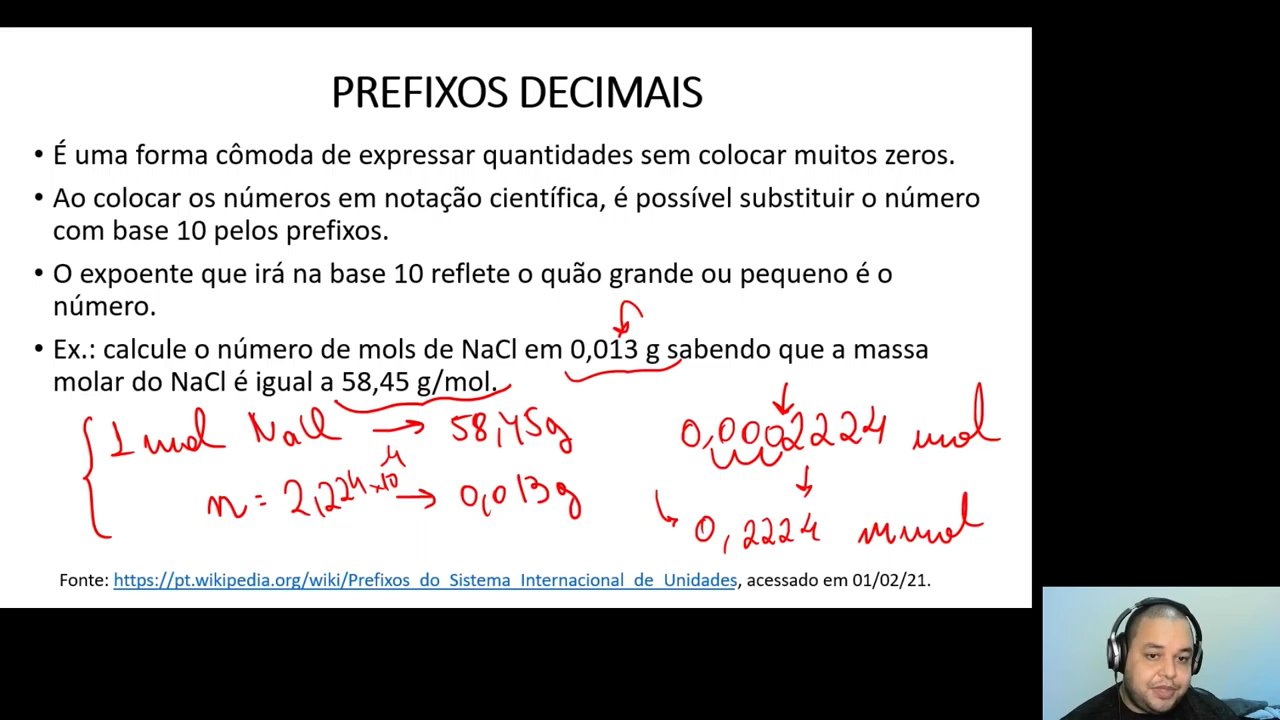 PREFIXOS DECIMAIS
• É uma forma cômoda de expressar quantidades sem colocar muitos zeros.
• Ao colocar os números em notação científica, é possível substituir o número
com base 10 pelos prefixos.
• O expoente que irá na base 10 reflete o quão grande ou pequeno é o
número.
• Ex.: calcule o número de mols de NaCl em 0,013 g sabendo que a massa
molar do NaCl é igual a 58,45 g/mol.
1 mol NaCl → 58,45g
n = 2,224 x 10⁻⁴ → 0,013g
0,0002224 mol
0,2224 mmol
Fonte: https://pt.wikipedia.org/wiki/Prefixos_do_Sistema_Internacional_de_Unidades, acessado em 01/02/21.